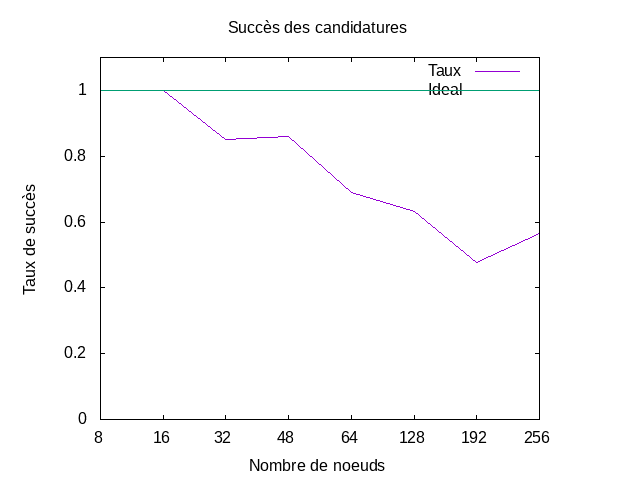 Succès des candidatures
Taux
Ideal
1
0.8
0.6
0.4
0.2
0
Taux de succès
8 16 32 48 64 128 192 256
Nombre de noeuds